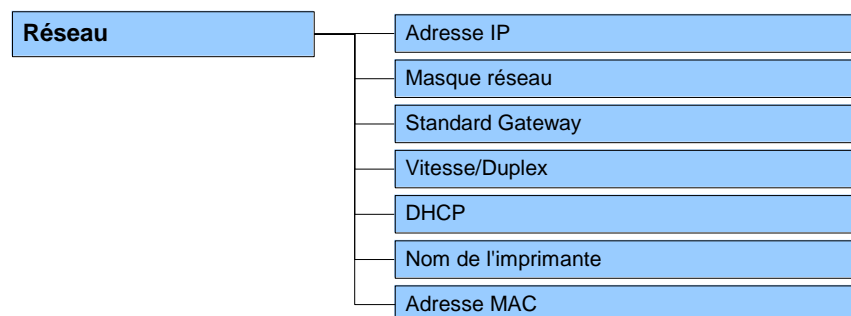 Réseau
Adresse IP
Masque réseau
Standard Gateway
Vitesse/Duplex
DHCP
Nom de l'imprimante
Adresse MAC